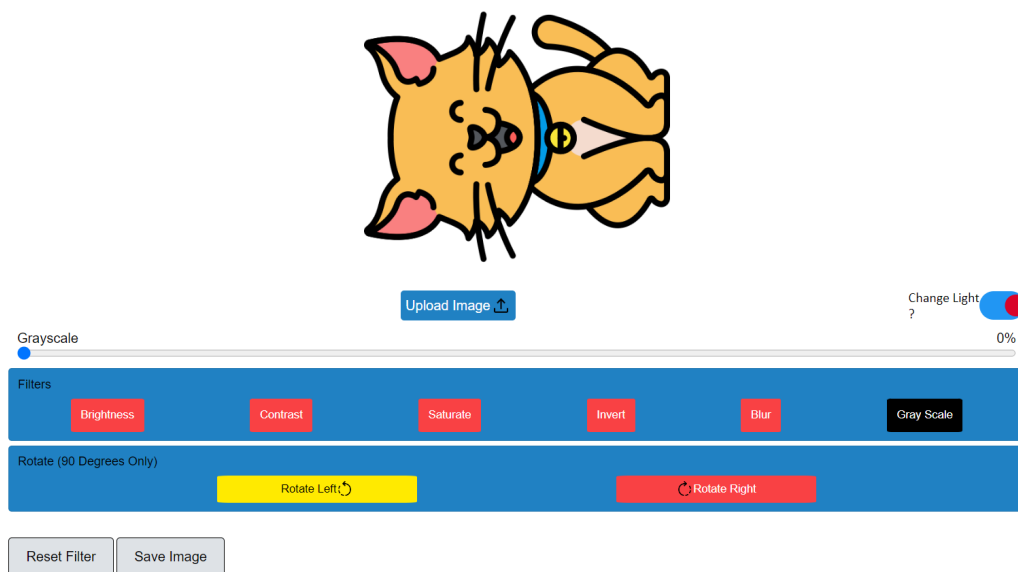 Upload Image
Change Light
?
Grayscale 0%
Filters
Brightness Contrast Saturate Invert Blur Gray Scale
Rotate (90 Degrees Only)
Rotate Left Rotate Right
Reset Filter Save Image